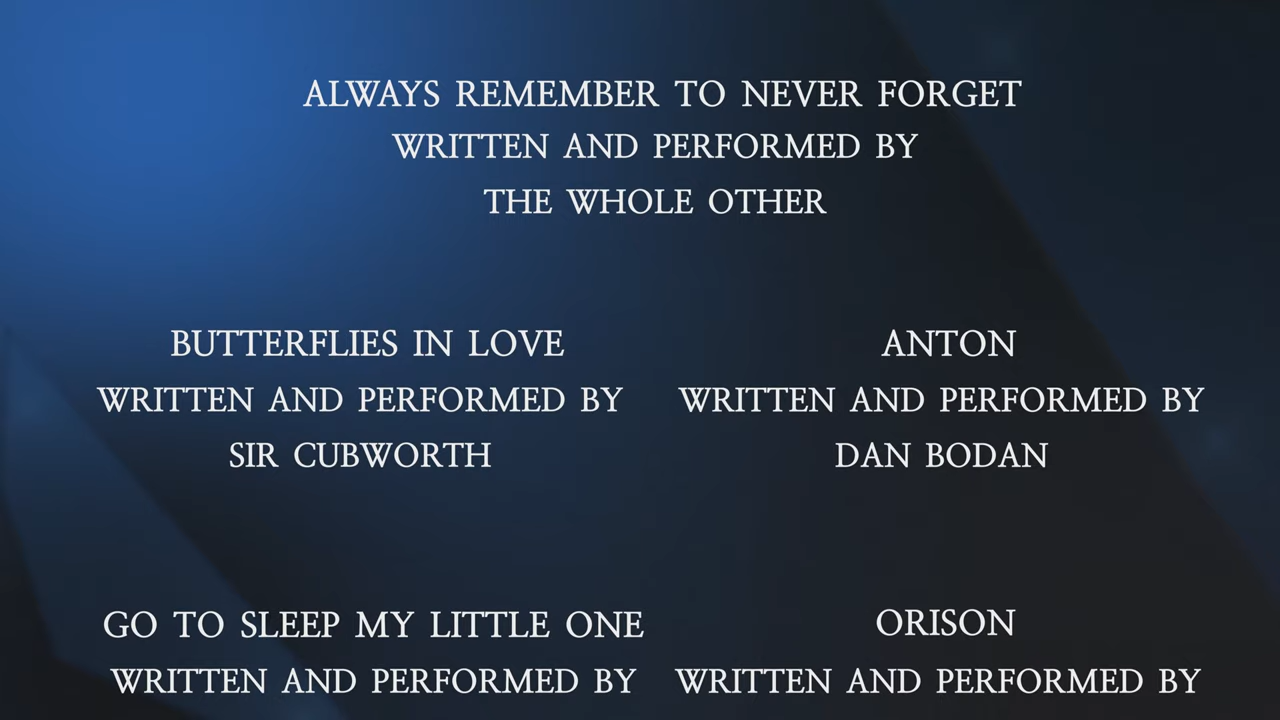 ALWAYS REMEMBER TO NEVER FORGET
WRITTEN AND PERFORMED BY
THE WHOLE OTHER
BUTTERFLIES IN LOVE
WRITTEN AND PERFORMED BY
SIR CUBWORTH
ANTON
WRITTEN AND PERFORMED BY
DAN BODAN
GO TO SLEEP MY LITTLE ONE
WRITTEN AND PERFORMED BY
ORISON
WRITTEN AND PERFORMED BY